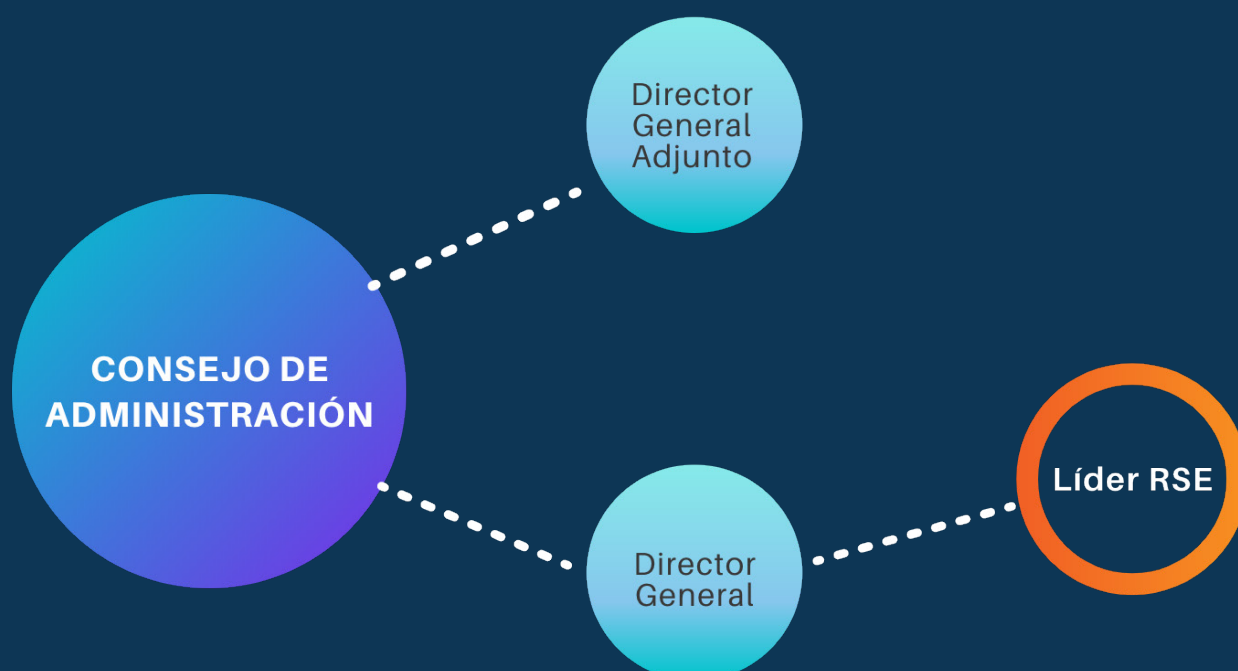 Director
General
Adjunto
CONSEJO DE
ADMINISTRACIÓN
Líder RSE
Director
General